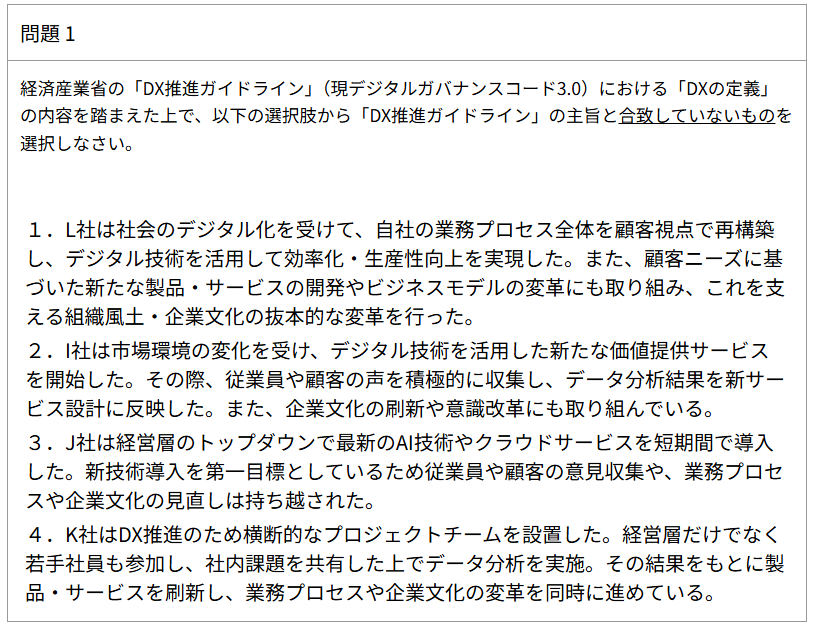 問題 1
経済産業省の「DX推進ガイドライン」（現デジタルガバナンスコード3.0）における「DXの定義」
の内容を踏まえた上で、以下の選択肢から「DX推進ガイドライン」の主旨と合致していないものを
選択しなさい。
１．L社は社会のデジタル化を受けて、自社の業務プロセス全体を顧客視点で再構築
し、デジタル技術を活用して効率化・生産性向上を実現した。また、顧客ニーズに基
づいた新たな製品・サービスの開発やビジネスモデルの変革にも取り組み、これを支
える組織風土・企業文化の抜本的な変革を行った。
２．I社は市場環境の変化を受け、デジタル技術を活用した新たな価値提供サービス
を開始した。その際、従業員や顧客の声を積極的に収集し、データ分析結果を新サー
ビス設計に反映した。また、企業文化の刷新や意識改革にも取り組んでいる。
３．J社は経営層のトップダウンで最新のAI技術やクラウドサービスを短期間で導入
した。新技術導入を第一目標としているため従業員や顧客の意見収集や、業務プロセ
スや企業文化の見直しは持ち越された。
４．K社はDX推進のため横断的なプロジェクトチームを設置した。経営層だけでなく
若手社員も参加し、社内課題を共有した上でデータ分析を実施。その結果をもとに製
品・サービスを刷新し、業務プロセスや企業文化の変革を同時に進めている。